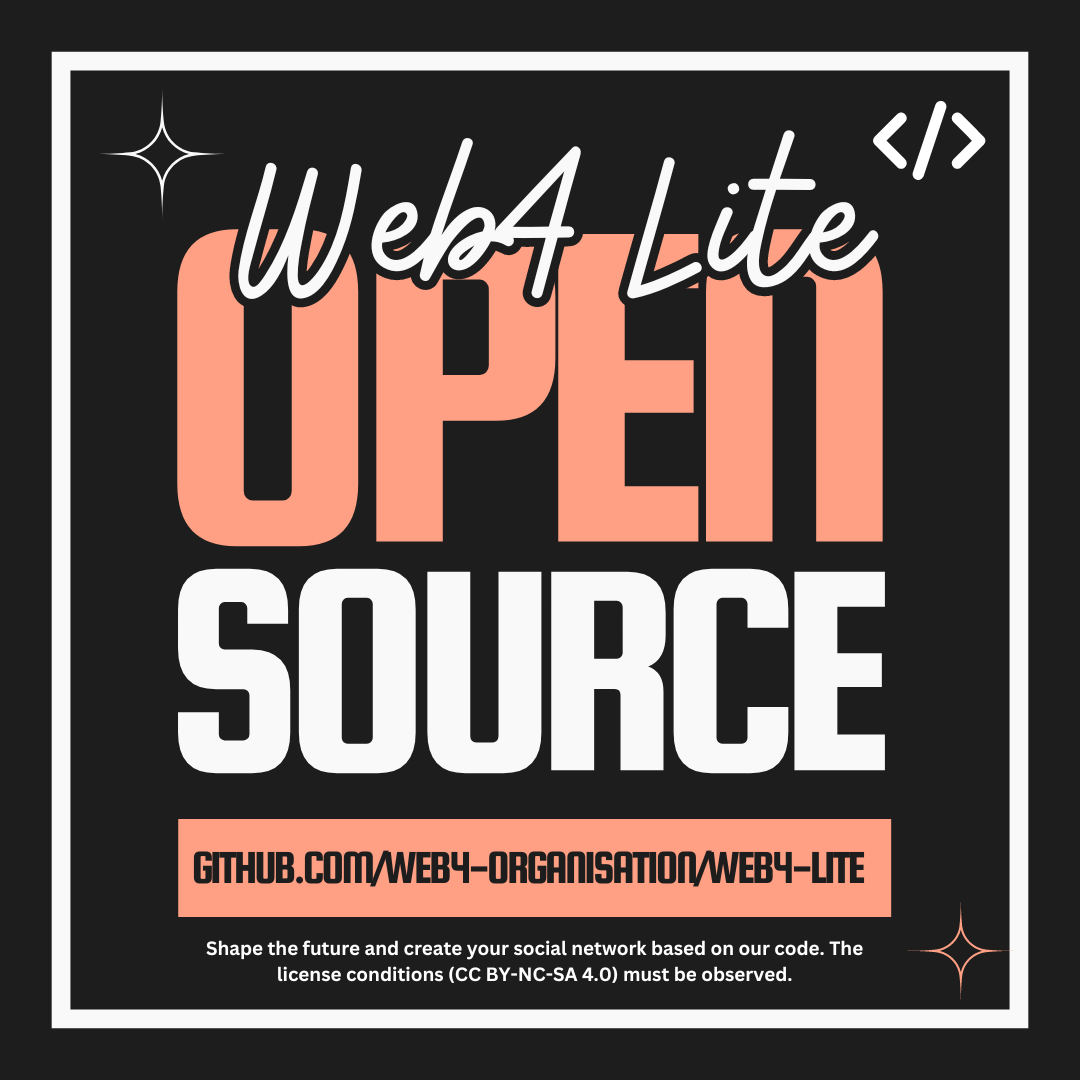 </>
Web4 Lite
OPEN
SOURCE
GITHUB.COM/WEB4-ORGANISATION/WEB4-LITE
Shape the future and create your social network based on our code. The
license conditions (CC BY-NC-SA 4.0) must be observed.